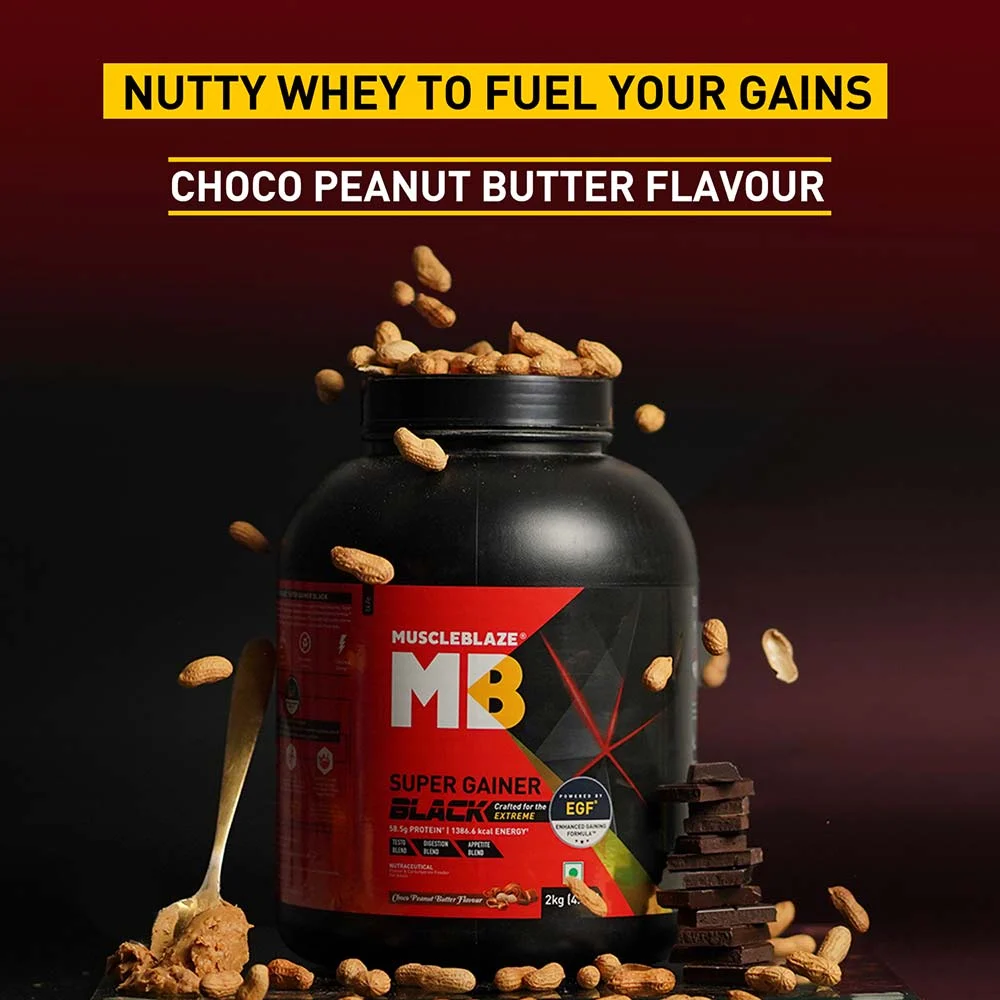 NUTTY WHEY TO FUEL YOUR GAINS
CHOCO PEANUT BUTTER FLAVOUR
MUSCLEBLAZE®
MB
SUPER GAINER
BLACK Crafted for the
EXTREME
58.5g PROTEIN* | 1386.6 kcal ENERGY*
TESTO
BLEND
DIGESTION
BLEND
APPETITE
BLEND
NUTRACEUTICAL
Choco Peanut Butter Flavour
POWERED BY
EGF®
ENHANCED GAINING
FORMULA™
2kg (4.